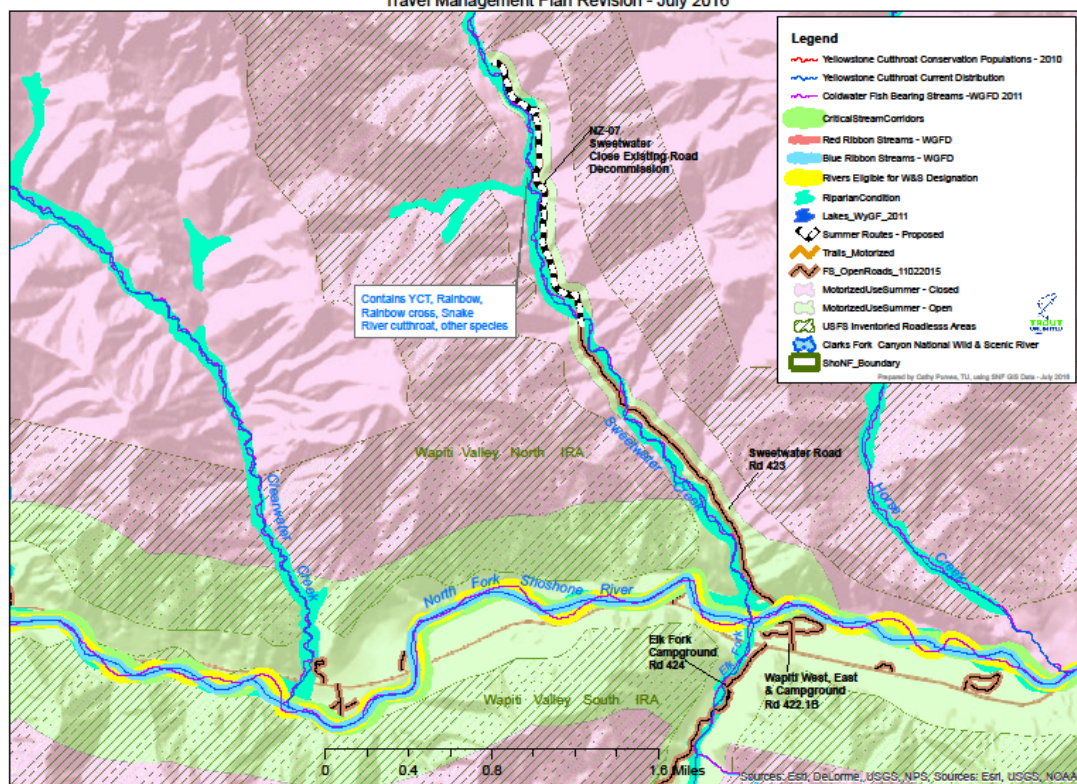 Travel Management Plan Revision - July 2016
Legend
Yellowstone Cutthroat Conservation Populations - 2010
Yellowstone Cutthroat Current Distribution
Coldwater Fish Bearing Streams -WGFD 2011
CriticalStreamCorridors
Red Ribbon Streams - WGFD
Blue Ribbon Streams - WGFD
Rivers Eligible for W&S Designation
RiparianCondition
Lakes_WyGF_2011
Summer Routes - Proposed
Trails_Motorized
FS_OpenRoads_11022015
MotorizedUseSummer - Closed
MotorizedUseSummer - Open
USFS Inventoried Roadlesss Areas
Clarks Fork Canyon National Wild & Scenic River
ShoNF_Boundary
TROUT
UNLIMITED
Prepared by Cathy Purves, TU, using SNF GIS Data - July 2016
NZ-07
Sweetwater
Close Existing Road
Decommission
Contains YCT, Rainbow,
Rainbow cross, Snake
River cutthroat, other species
Wapiti Valley North IRA
Sweetwater Creek
Sweetwater Road
Rd 423
Clearwater Creek
Horse Creek
North Fork Shoshone River
Elk Fork
Campground
Rd 424
Elk Fork
Wapiti West, East
& Campground
Rd 422.1B
Wapiti Valley South IRA
0 0.4 0.8 1.6 Miles
Sources: Esri, DeLorme, USGS, NPS, Sources: Esri, USGS, NOAA